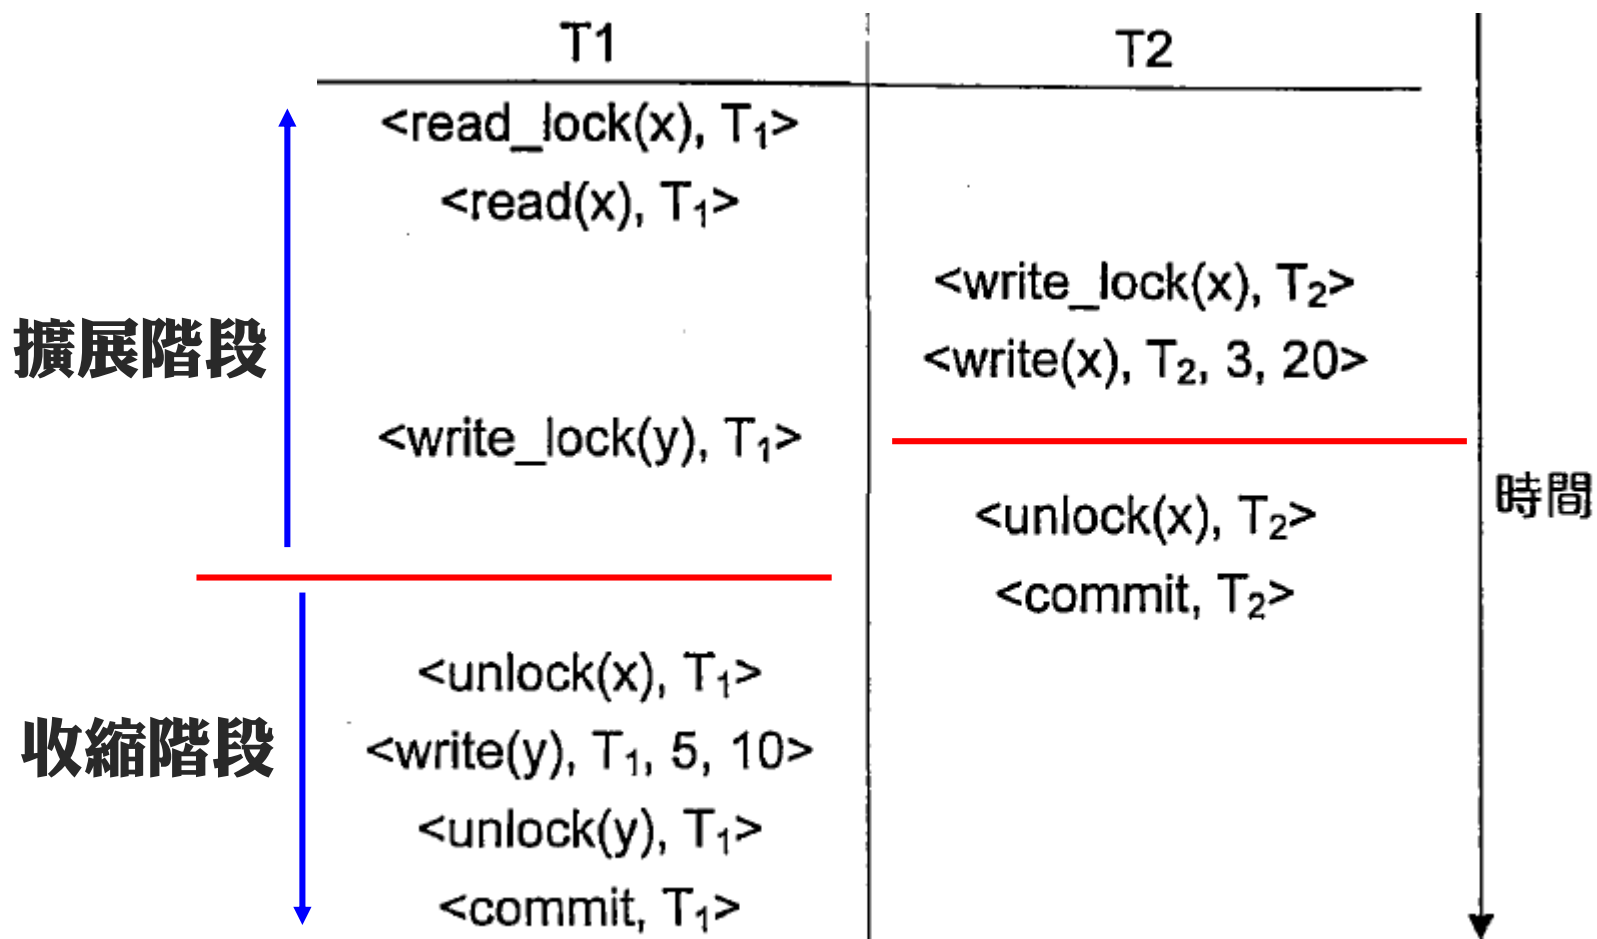 T1 T2
<read_lock(x), T₁>
<read(x), T₁>
<write_lock(x), T₂>
擴展階段
<write(x), T₂, 3, 20>
<write_lock(y), T₁>
時間
<unlock(x), T₂>
<commit, T₂>
<unlock(x), T₁>
收縮階段
<write(y), T₁, 5, 10>
<unlock(y), T₁>
<commit, T₁>